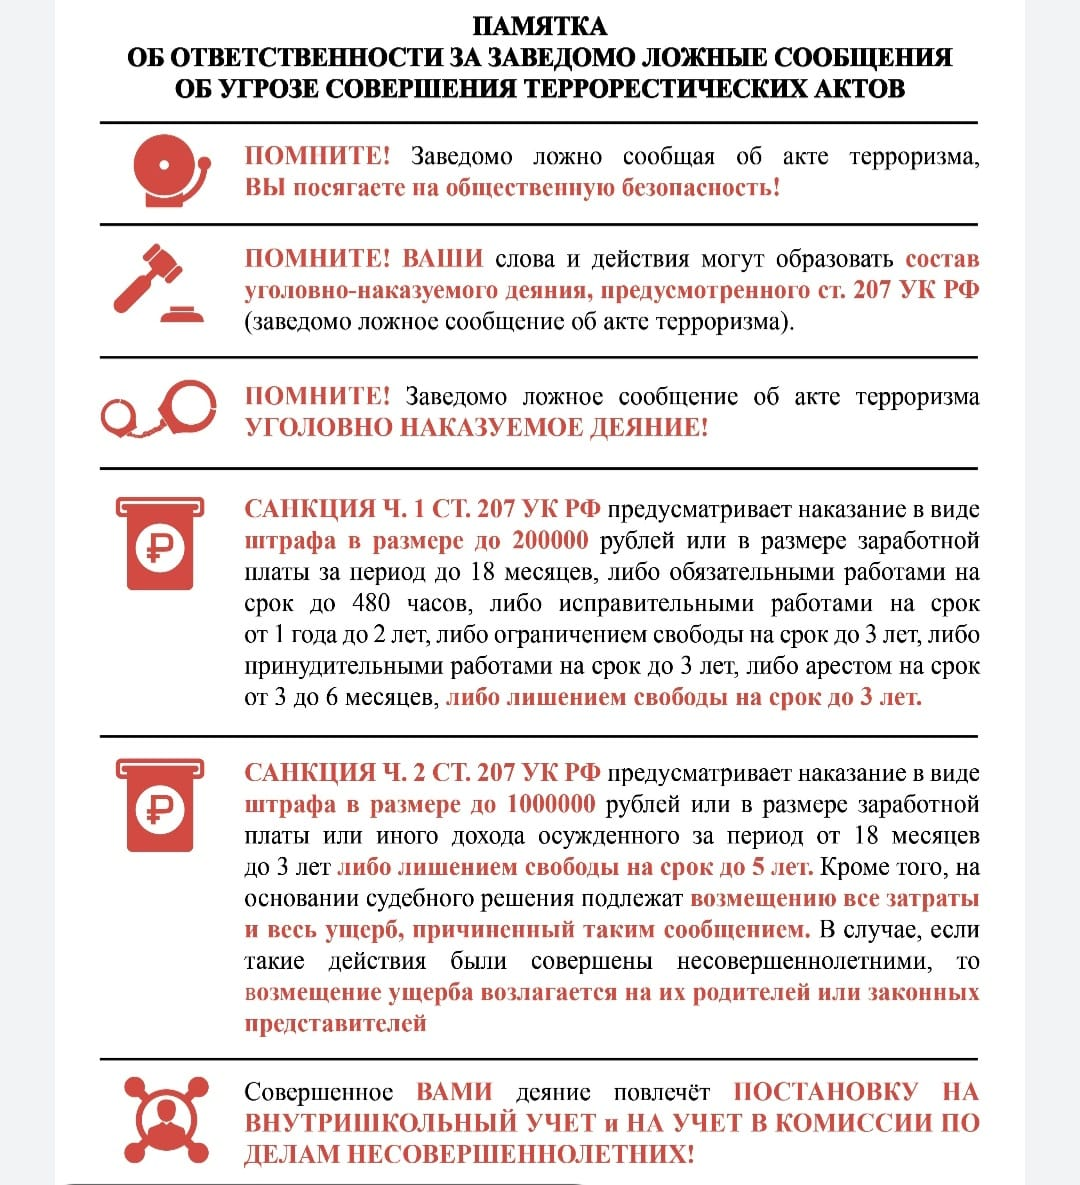 ПАМЯТКА
ОБ ОТВЕТСТВЕННОСТИ ЗА ЗАВЕДОМО ЛОЖНЫЕ СООБЩЕНИЯ
ОБ УГРОЗЕ СОВЕРШЕНИЯ ТЕРРОРЕСТИЧЕСКИХ АКТОВ
ПОМНИТЕ! Заведомо ложно сообщая об акте терроризма,
ВЫ посягаете на общественную безопасность!
ПОМНИТЕ! ВАШИ слова и действия могут образовать состав
уголовно-наказуемого деяния, предусмотренного ст. 207 УК РФ
(заведомо ложное сообщение об акте терроризма).
ПОМНИТЕ! Заведомо ложное сообщение об акте терроризма
УГОЛОВНО НАКАЗУЕМОЕ ДЕЯНИЕ!
САНКЦИЯ Ч. 1 СТ. 207 УК РФ предусматривает наказание в виде
штрафа в размере до 200000 рублей или в размере заработной
платы за период до 18 месяцев, либо обязательными работами на
срок до 480 часов, либо исправительными работами на срок
от 1 года до 2 лет, либо ограничением свободы на срок до 3 лет, либо
принудительными работами на срок до 3 лет, либо арестом на срок
от 3 до 6 месяцев, либо лишением свободы на срок до 3 лет.
САНКЦИЯ Ч. 2 СТ. 207 УК РФ предусматривает наказание в виде
штрафа в размере до 1000000 рублей или в размере заработной
платы или иного дохода осужденного за период от 18 месяцев
до 3 лет либо лишением свободы на срок до 5 лет. Кроме того, на
основании судебного решения подлежат возмещению все затраты
и весь ущерб, причиненный таким сообщением. В случае, если
такие действия были совершены несовершеннолетними, то
возмещение ущерба возлагается на их родителей или законных
представителей
Совершенное ВАМИ деяние повлечёт ПОСТАНОВКУ НА
ВНУТРИШКОЛЬНЫЙ УЧЕТ и НА УЧЕТ В КОМИССИИ ПО
ДЕЛАМ НЕСОВЕРШЕННОЛЕТНИХ!